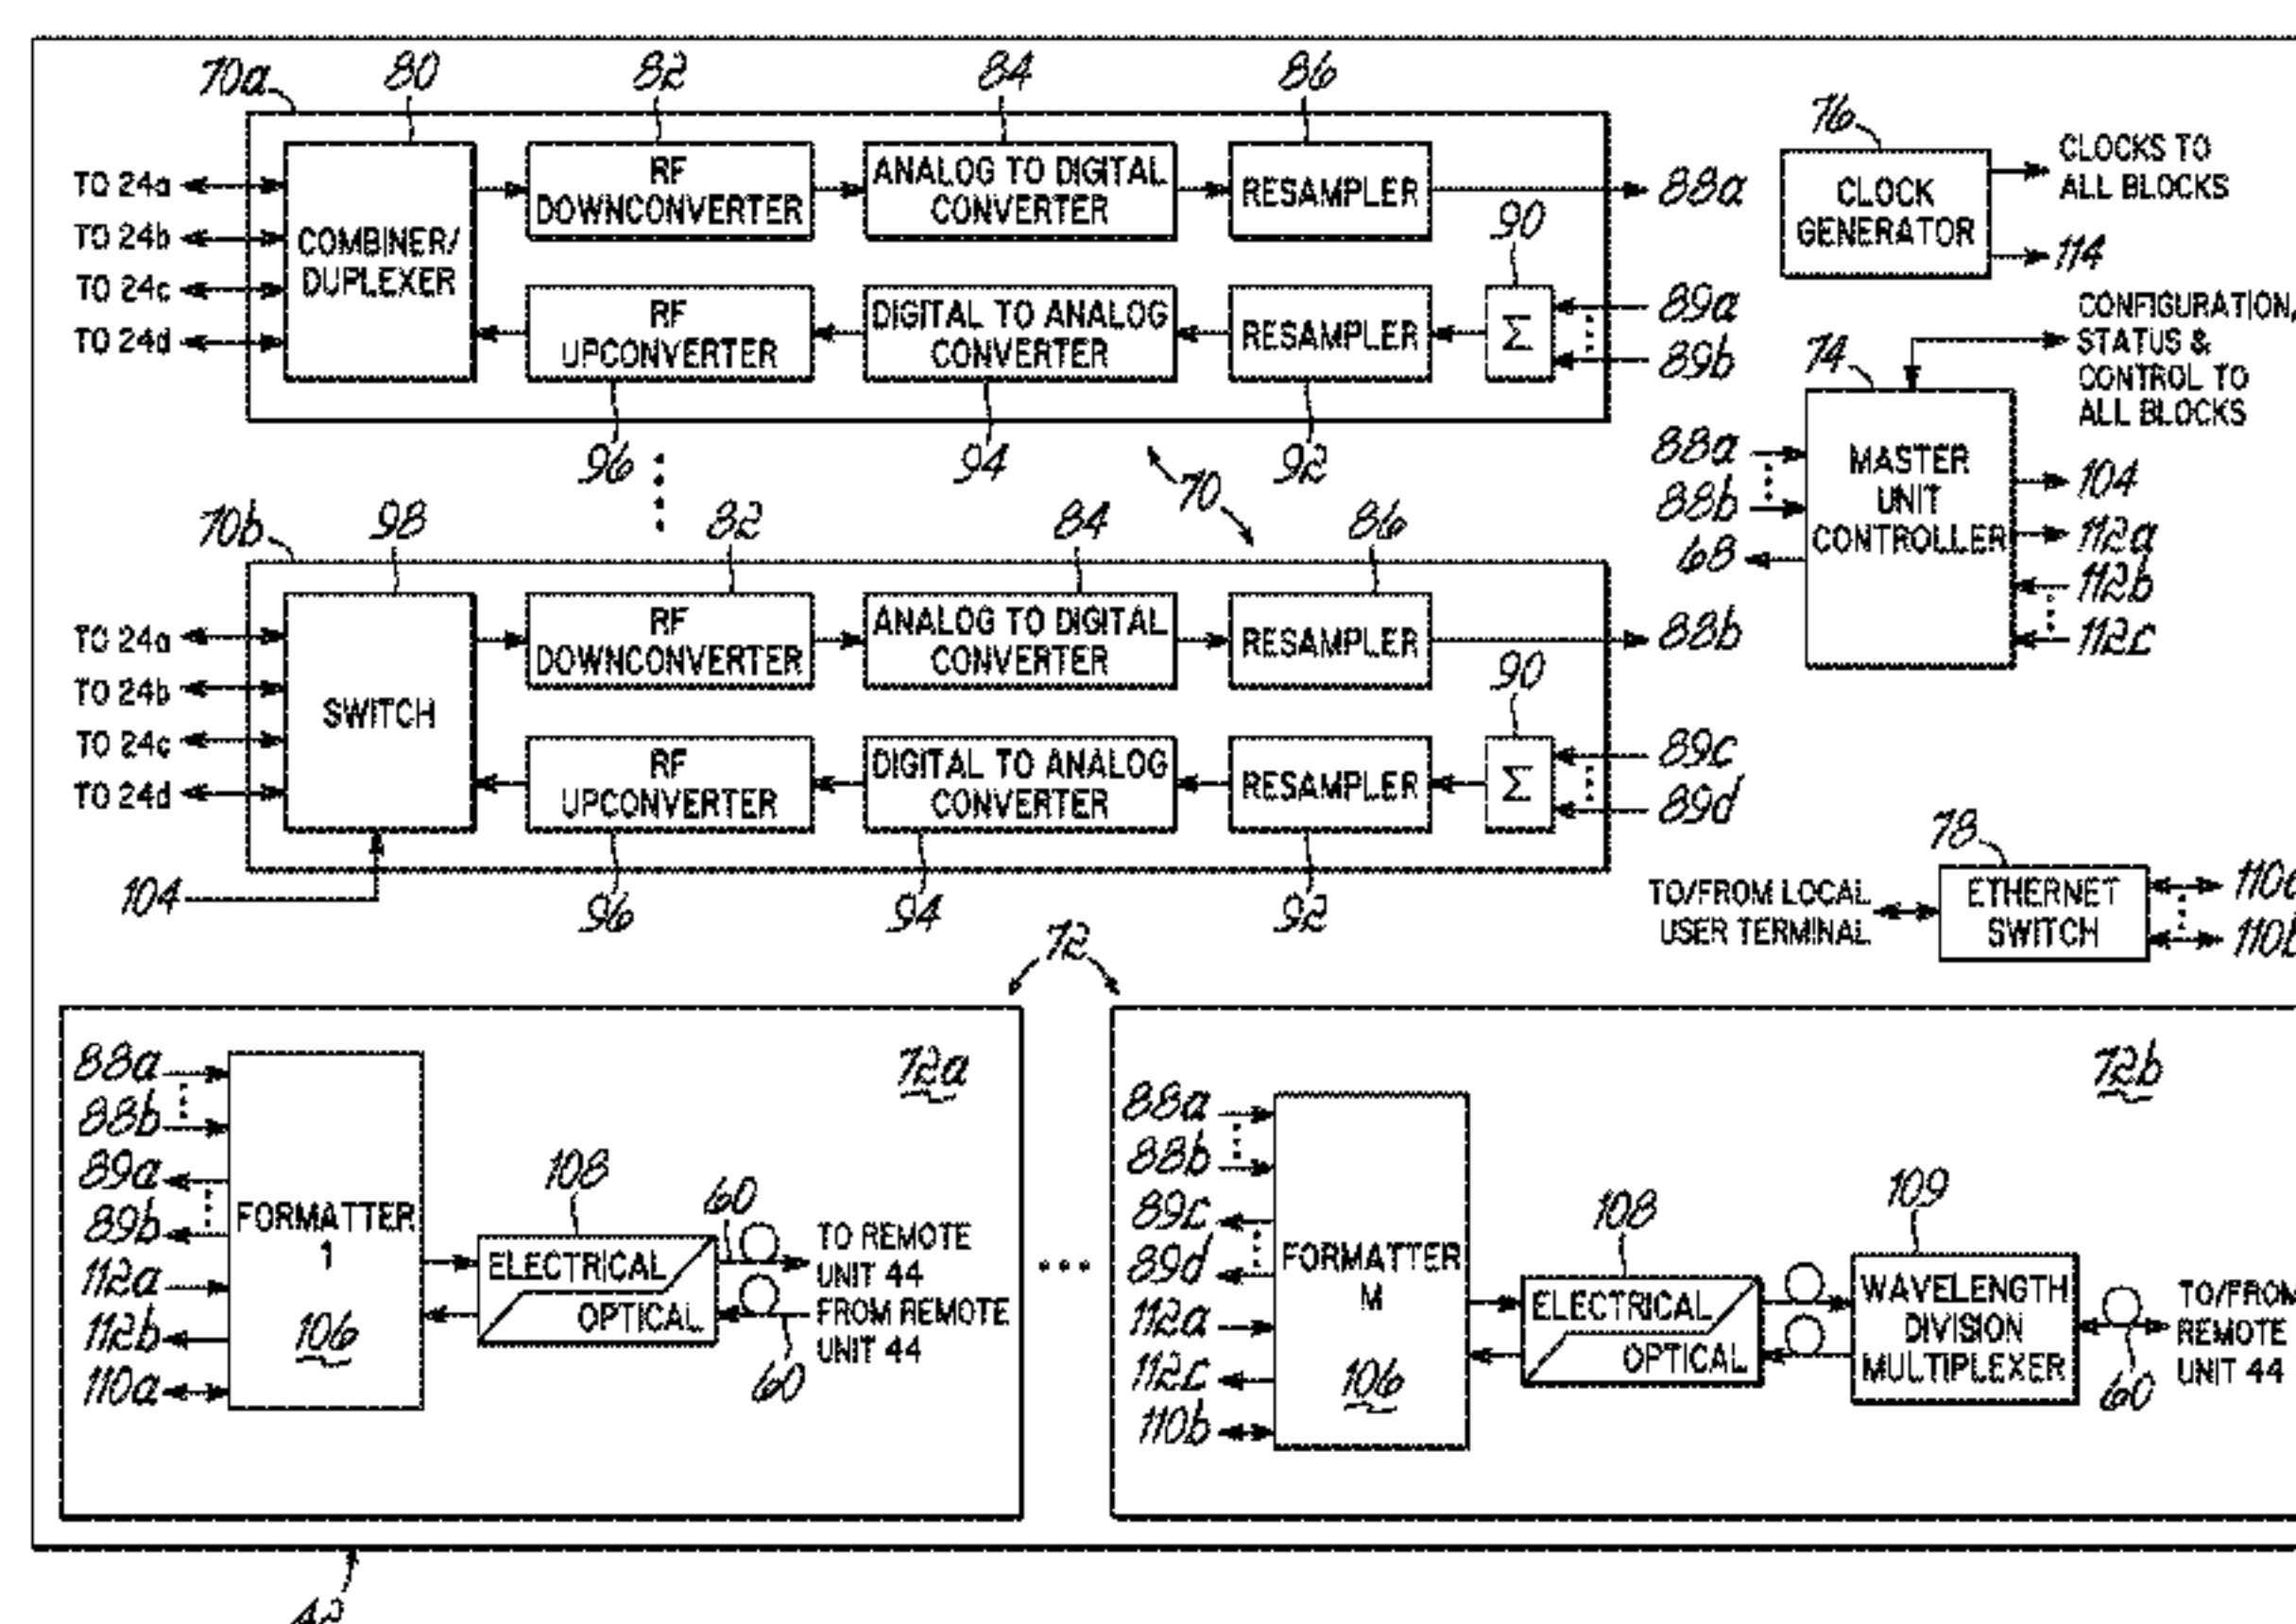 70a
80
82
84
86
TO 24a
TO 24b
TO 24c
TO 24d
COMBINER/
DUPLEXER
RF
DOWNCONVERTER
ANALOG TO DIGITAL
CONVERTER
RESAMPLER
88a
90
RF
UPCONVERTER
DIGITAL TO ANALOG
CONVERTER
RESAMPLER
Σ
89a
89b
96
94
92
70
76
CLOCK
GENERATOR
CLOCKS TO
ALL BLOCKS
114
74
CONFIGURATION,
STATUS &
CONTROL TO
ALL BLOCKS
88a
88b
68
MASTER
UNIT
CONTROLLER
104
112a
112b
112c
70b
98
82
84
86
TO 24a
TO 24b
TO 24c
TO 24d
SWITCH
RF
DOWNCONVERTER
ANALOG TO DIGITAL
CONVERTER
RESAMPLER
88b
90
RF
UPCONVERTER
DIGITAL TO ANALOG
CONVERTER
RESAMPLER
Σ
89c
89d
104
96
94
92
78
TO/FROM LOCAL
USER TERMINAL
ETHERNET
SWITCH
110b
72
72a
88a
88b
89a
89b
112a
112b
110a
FORMATTER
1
106
108
ELECTRICAL
OPTICAL
60
TO REMOTE
UNIT 44
FROM REMOTE
UNIT 44
60
72b
88a
88b
89c
89d
112a
112c
110b
FORMATTER
M
106
108
ELECTRICAL
OPTICAL
109
WAVELENGTH
DIVISION
MULTIPLEXER
TO/FROM
REMOTE
UNIT 44
60
42